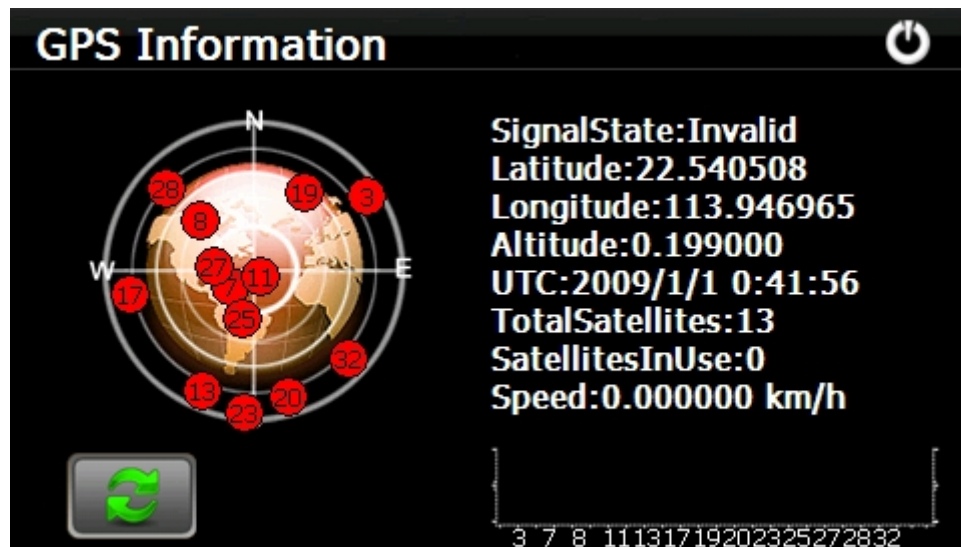 GPS Information
N
28
19
3
8
W
27
11
E
7
17
25
32
13
20
23
SignalState:Invalid
Latitude:22.540508
Longitude:113.946965
Altitude:0.199000
UTC:2009/1/1 0:41:56
TotalSatellites:13
SatellitesInUse:0
Speed:0.000000 km/h
3 7 8 11131719202325272832